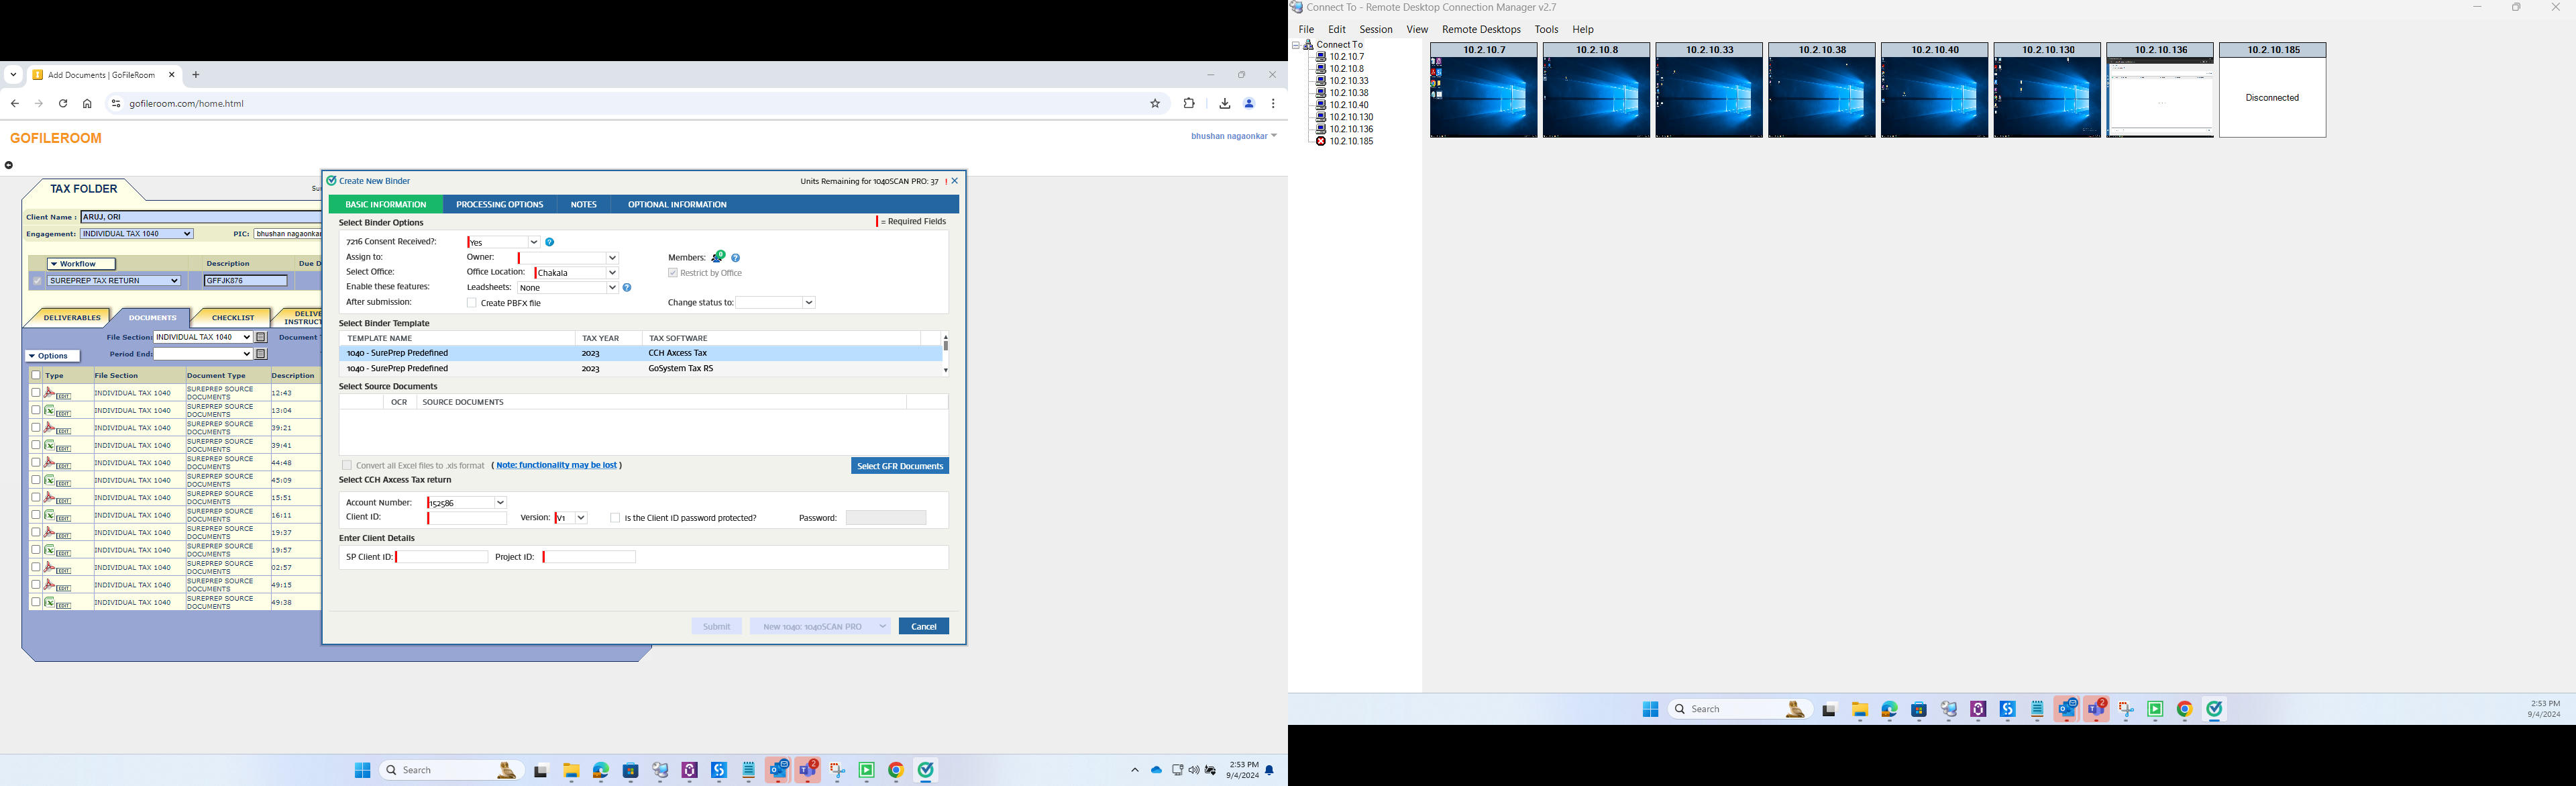 Add Documents | GoFileRoom
gofileroom.com/home.html
GOFILEROOM
bhushan nagaonkar
TAX FOLDER
Client Name : ARUJ, ORI
Engagement: INDIVIDUAL TAX 1040 PIC: bhushan nagaonkar
Workflow Description Due D
SUREPREP TAX RETURN GFFJK876
DELIVERABLES DOCUMENTS CHECKLIST DELIVE
INSTRUCT
File Section: INDIVIDUAL TAX 1040 Document
Options Period End:
Type File Section Document Type Description
EDIT INDIVIDUAL TAX 1040 SUREPREP SOURCE DOCUMENTS 12:43
EDIT INDIVIDUAL TAX 1040 SUREPREP SOURCE DOCUMENTS 13:04
EDIT INDIVIDUAL TAX 1040 SUREPREP SOURCE DOCUMENTS 39:21
EDIT INDIVIDUAL TAX 1040 SUREPREP SOURCE DOCUMENTS 39:41
EDIT INDIVIDUAL TAX 1040 SUREPREP SOURCE DOCUMENTS 44:48
EDIT INDIVIDUAL TAX 1040 SUREPREP SOURCE DOCUMENTS 45:09
EDIT INDIVIDUAL TAX 1040 SUREPREP SOURCE DOCUMENTS 15:51
EDIT INDIVIDUAL TAX 1040 SUREPREP SOURCE DOCUMENTS 16:11
EDIT INDIVIDUAL TAX 1040 SUREPREP SOURCE DOCUMENTS 19:37
EDIT INDIVIDUAL TAX 1040 SUREPREP SOURCE DOCUMENTS 19:57
EDIT INDIVIDUAL TAX 1040 SUREPREP SOURCE DOCUMENTS 02:57
EDIT INDIVIDUAL TAX 1040 SUREPREP SOURCE DOCUMENTS 49:15
EDIT INDIVIDUAL TAX 1040 SUREPREP SOURCE DOCUMENTS 49:38
Create New Binder Units Remaining for 1040SCAN PRO: 37 !
BASIC INFORMATION PROCESSING OPTIONS NOTES OPTIONAL INFORMATION
Select Binder Options = Required Fields
7216 Consent Received?: Yes
Assign to: Owner: Members: 0
Select Office: Office Location: Chakala Restrict by Office
Enable these features: Leadsheets: None
After submission: Create PBFX file Change status to:
Select Binder Template
TEMPLATE NAME TAX YEAR TAX SOFTWARE
1040 - SurePrep Predefined 2023 CCH Axcess Tax
1040 - SurePrep Predefined 2023 GoSystem Tax RS
Select Source Documents
OCR SOURCE DOCUMENTS
Convert all Excel files to .xls format ( Note: functionality may be lost )
Select GFR Documents
Select CCH Axcess Tax return
Account Number: 152586
Client ID: Version: V1 Is the Client ID password protected? Password:
Enter Client Details
SP Client ID: Project ID:
Submit New 1040: 1040SCAN PRO Cancel
Search
2
2:53 PM
9/4/2024
Connect To - Remote Desktop Connection Manager v2.7
File Edit Session View Remote Desktops Tools Help
Connect To
10.2.10.7
10.2.10.8
10.2.10.33
10.2.10.38
10.2.10.40
10.2.10.130
10.2.10.136
10.2.10.185
10.2.10.7 10.2.10.8 10.2.10.33 10.2.10.38 10.2.10.40 10.2.10.130 10.2.10.136 10.2.10.185
Disconnected
Search
2
2:53 PM
9/4/2024